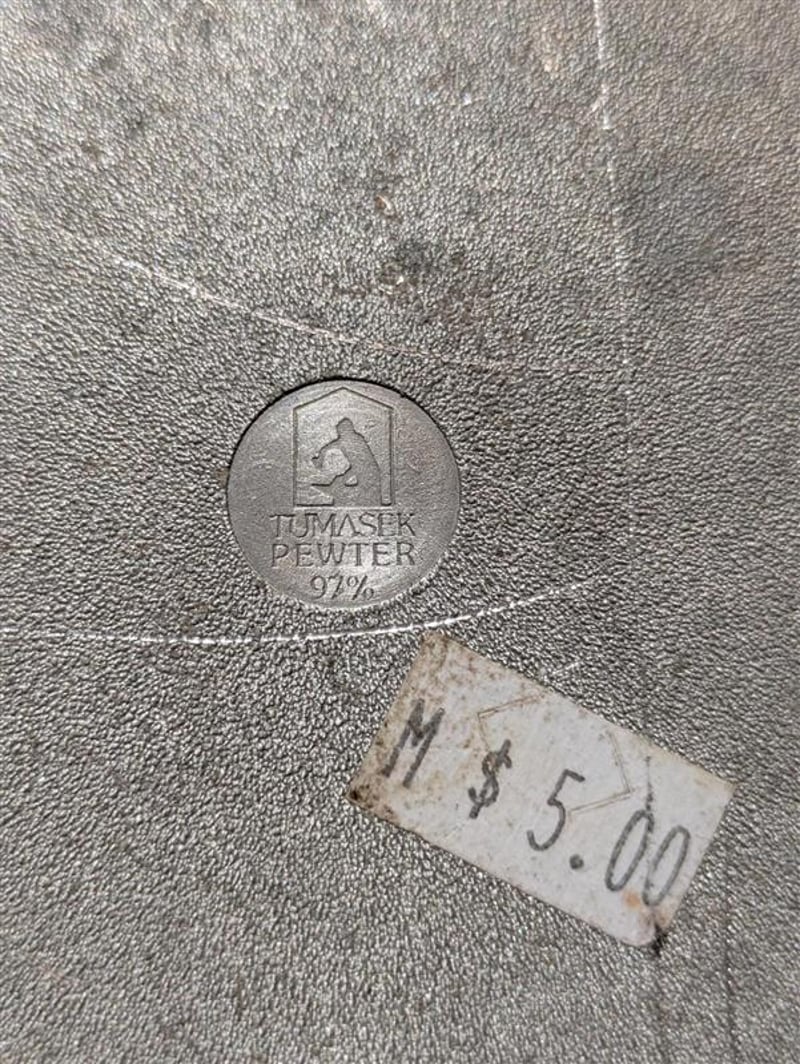 TUMASEK
PEWTER
97%
M $ 5.00